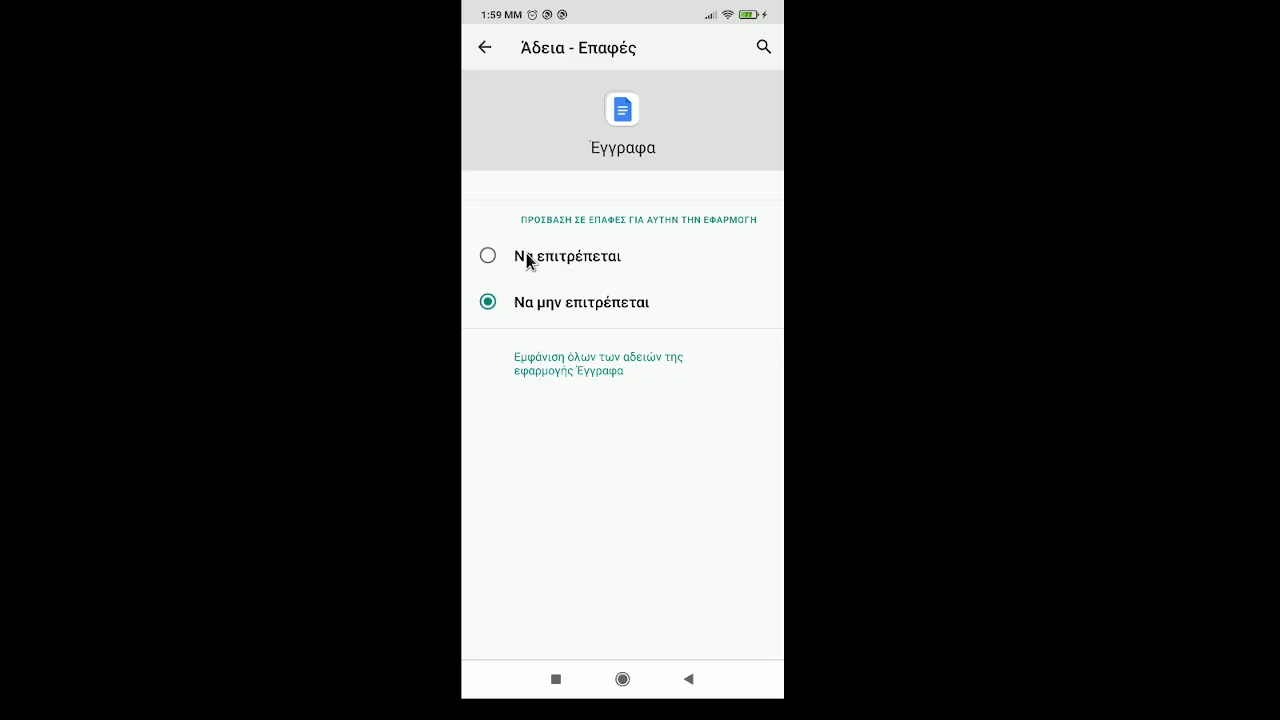 1:59 ΜΜ
77
Άδεια - Επαφές
Έγγραφα
ΠΡΟΣΒΑΣΗ ΣΕ ΕΠΑΦΕΣ ΓΙΑ ΑΥΤΗΝ ΤΗΝ ΕΦΑΡΜΟΓΗ
Να επιτρέπεται
Να μην επιτρέπεται
Εμφάνιση όλων των αδειών της
εφαρμογής Έγγραφα